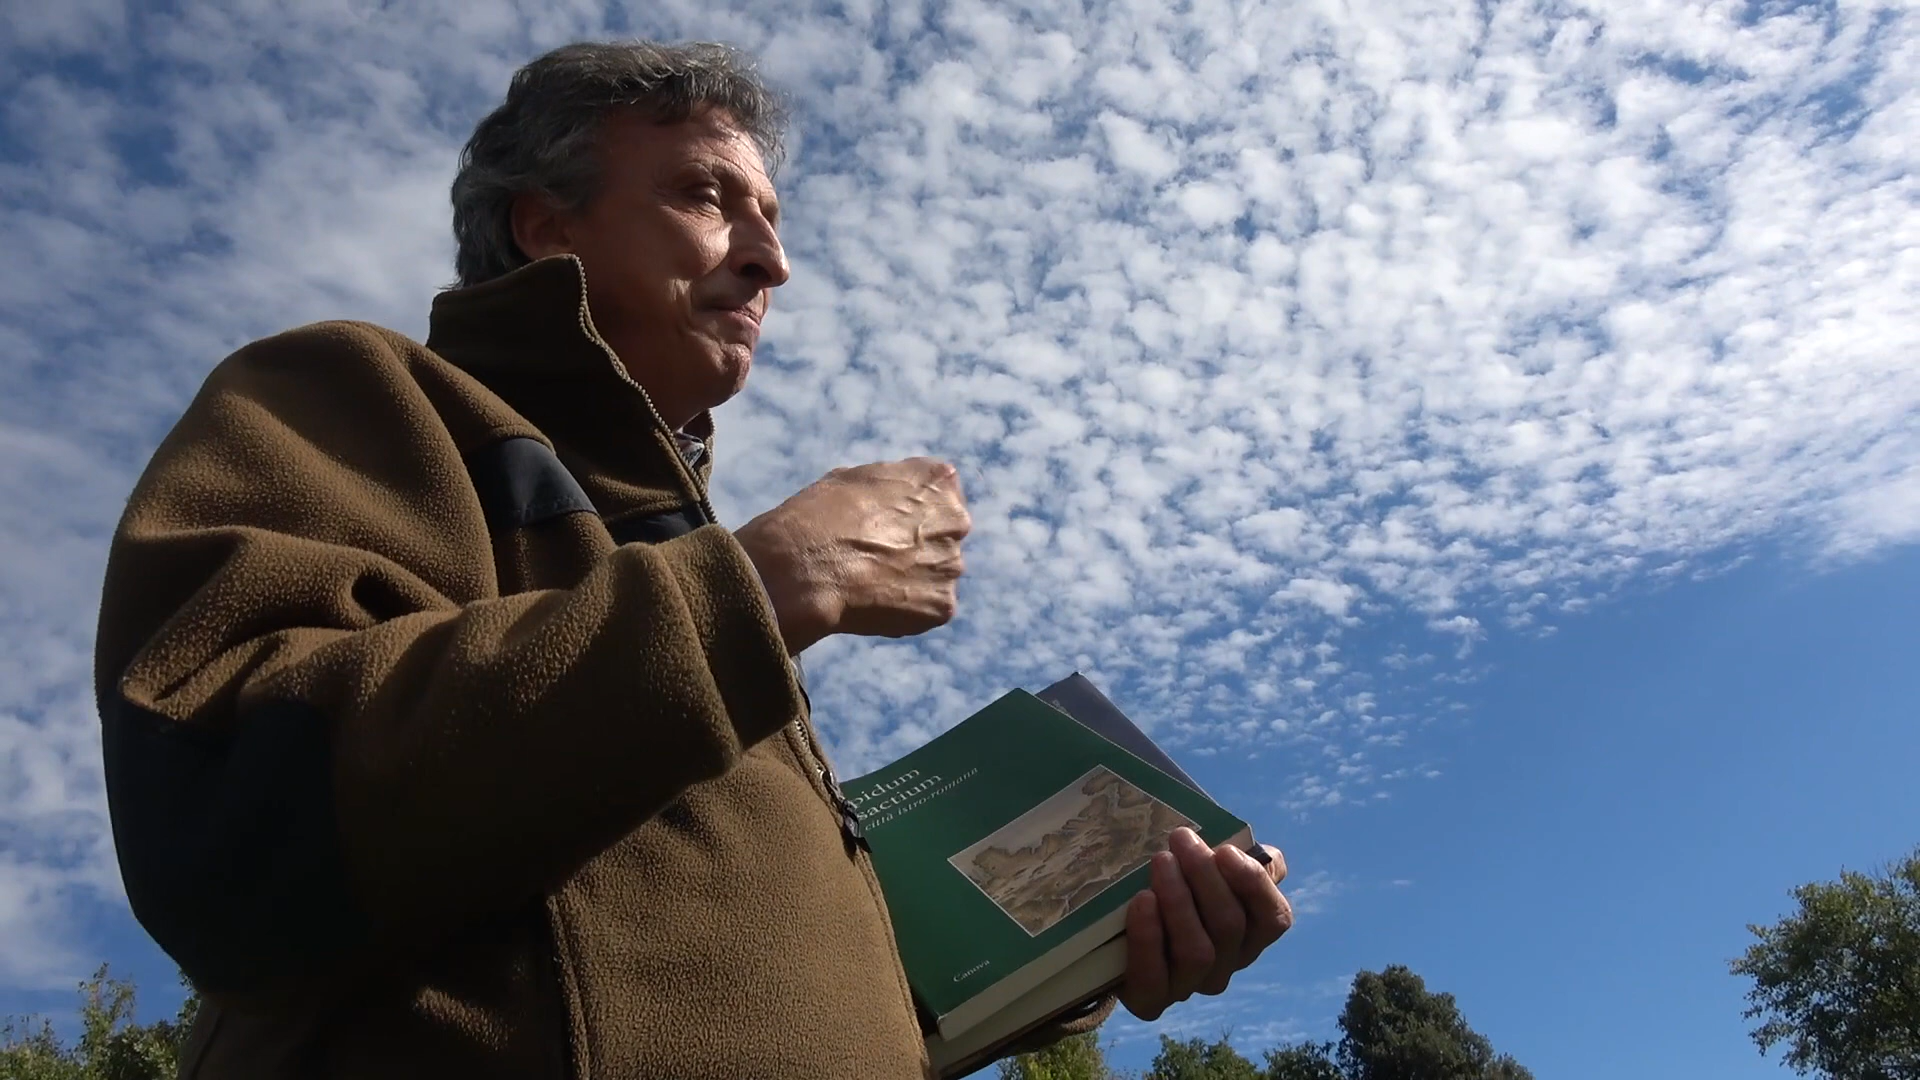 pidum
sactium
città istro-romana
Canova